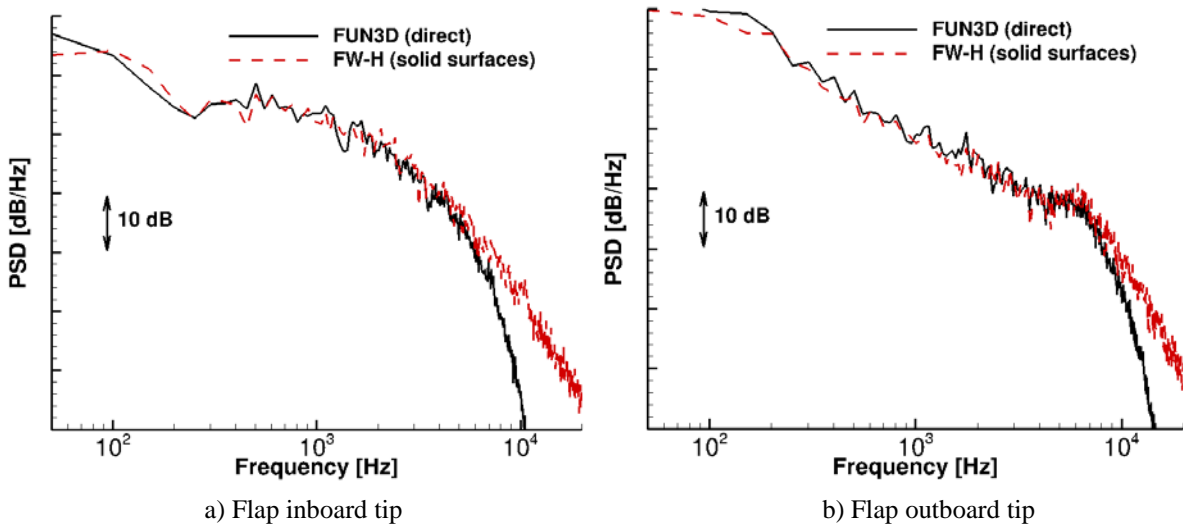 FUN3D (direct)
FW-H (solid surfaces)
PSD [dB/Hz]
10 dB
10²
10³
10⁴
Frequency [Hz]
a) Flap inboard tip
FUN3D (direct)
FW-H (solid surfaces)
PSD [dB/Hz]
10 dB
10²
10³
10⁴
Frequency [Hz]
b) Flap outboard tip